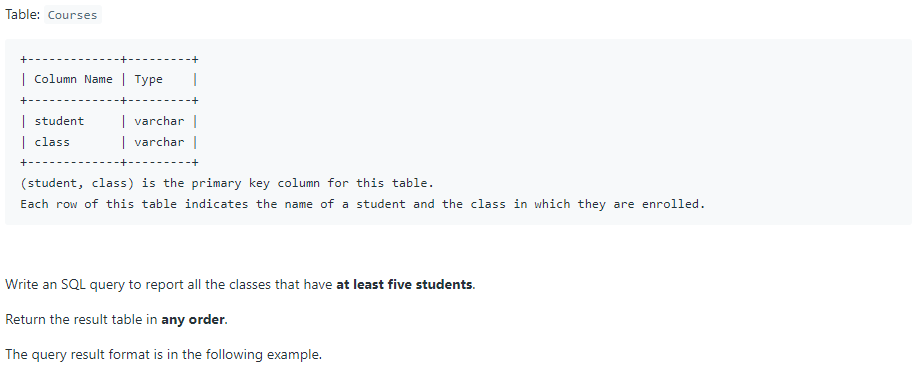 Table: Courses
+-------------+---------+
| Column Name | Type    |
+-------------+---------+
| student     | varchar |
| class       | varchar |
+-------------+---------+
(student, class) is the primary key column for this table.
Each row of this table indicates the name of a student and the class in which they are enrolled.
Write an SQL query to report all the classes that have at least five students.
Return the result table in any order.
The query result format is in the following example.